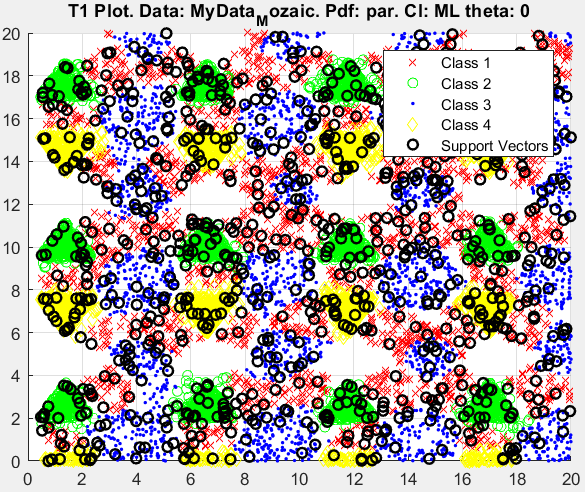 T1 Plot. Data: MyData_Mozaic. Pdf: par. Cl: ML theta: 0
20
18
16
14
12
10
8
6
4
2
0
0 2 4 6 8 10 12 14 16 18 20
Class 1
Class 2
Class 3
Class 4
Support Vectors